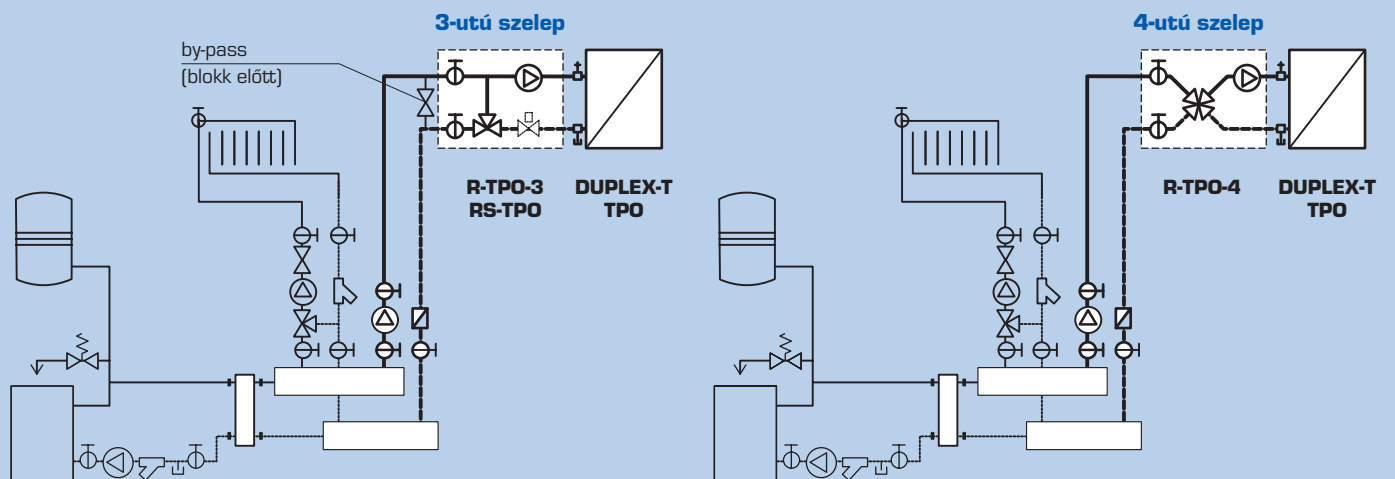 3-utú szelep
by-pass
(blokk előtt)
R-TPO-3
RS-TPO
DUPLEX-T
TPO
4-utú szelep
R-TPO-4
DUPLEX-T
TPO